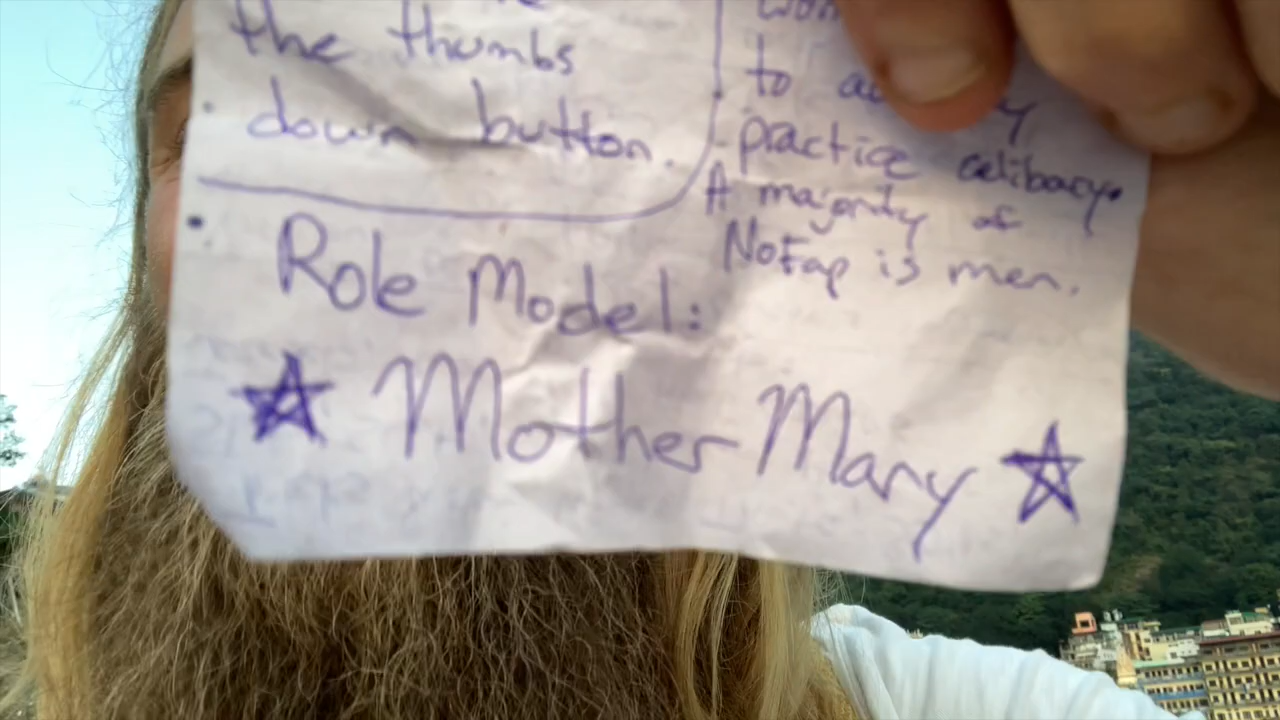 the thumbs
down button.
to
practice celibacy.
A majority of
NoFap is men.
Role Model:
Mother Mary